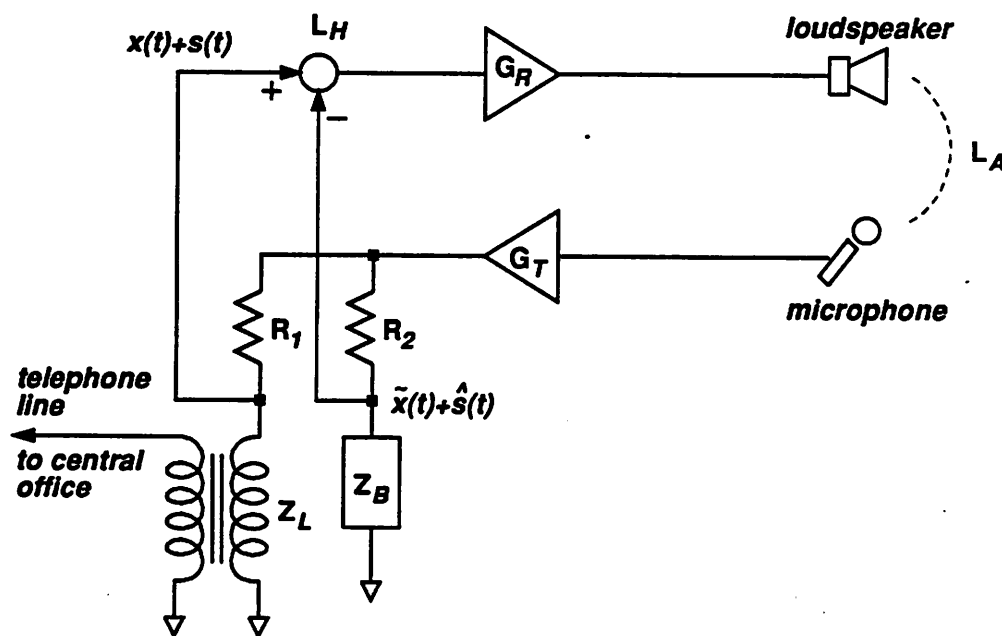 x(t)+s(t)
L_H
loudspeaker
+
−
G_R
L_A
G_T
R_1
R_2
microphone
telephone
line
x̃(t)+ŝ(t)
to central
office
Z_L
Z_B